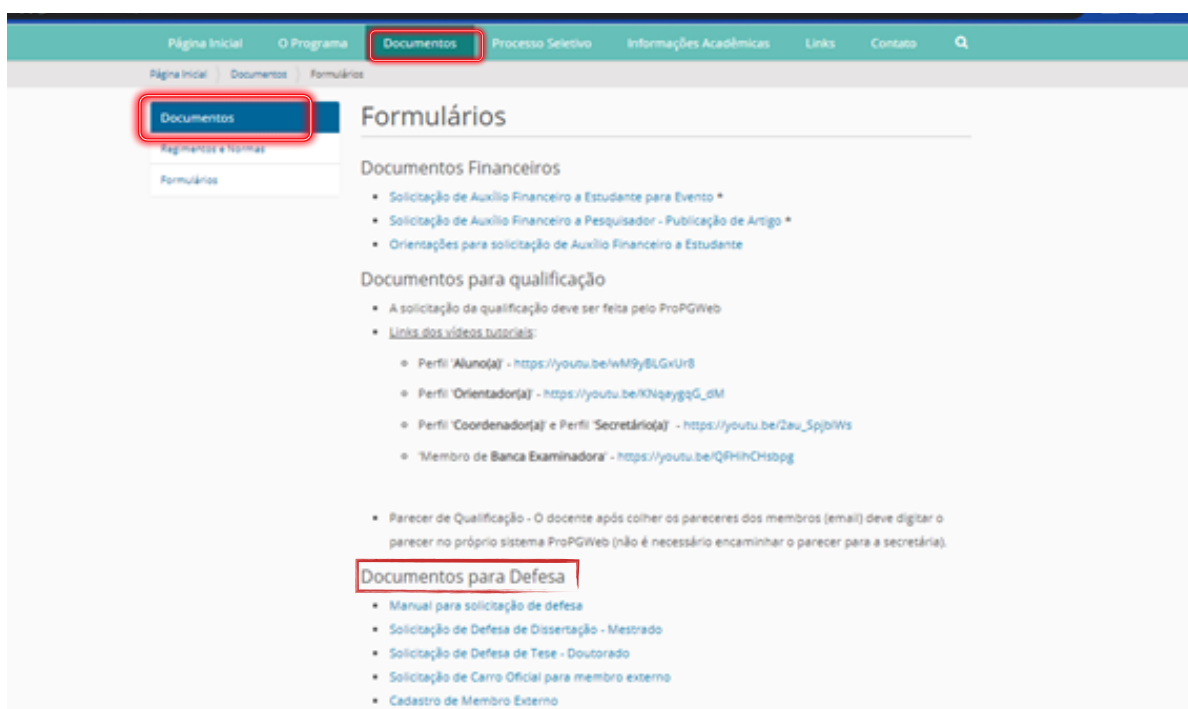 Página Inicial O Programa Documentos Processo Seletivo Informações Acadêmicas Links Contato
Página Inicial Documentos Formulários
Documentos
Regimentos e Normas
Formulários
Formulários
Documentos Financeiros
Solicitação de Auxílio Financeiro a Estudante para Evento *
Solicitação de Auxílio Financeiro a Pesquisador - Publicação de Artigo *
Orientações para solicitação de Auxílio Financeiro a Estudante
Documentos para qualificação
A solicitação da qualificação deve ser feita pelo ProPGWeb
Links dos vídeos tutoriais:
Perfil 'Aluno(a)' - https://youtu.be/wM9yBLGxUr8
Perfil 'Orientador(a)' - https://youtu.be/KNqaygqG_dM
Perfil 'Coordenador(a)' e Perfil 'Secretário(a)' - https://youtu.be/2au_SpjbIWs
'Membro de Banca Examinadora' - https://youtu.be/QFHIhCHsbpg
Parecer de Qualificação - O docente após colher os pareceres dos membros (email) deve digitar o
parecer no próprio sistema ProPGWeb (não é necessário encaminhar o parecer para a secretária).
Documentos para Defesa
Manual para solicitação de defesa
Solicitação de Defesa de Dissertação - Mestrado
Solicitação de Defesa de Tese - Doutorado
Solicitação de Carro Oficial para membro externo
Cadastro de Membro Externo